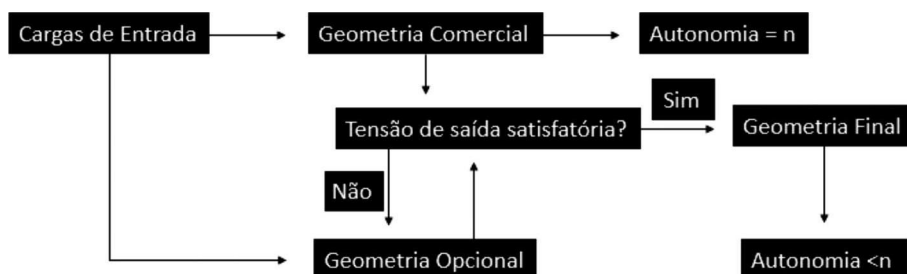 Cargas de Entrada
Geometria Comercial
Autonomia = n
Sim
Tensão de saída satisfatória?
Geometria Final
Não
Geometria Opcional
Autonomia <n